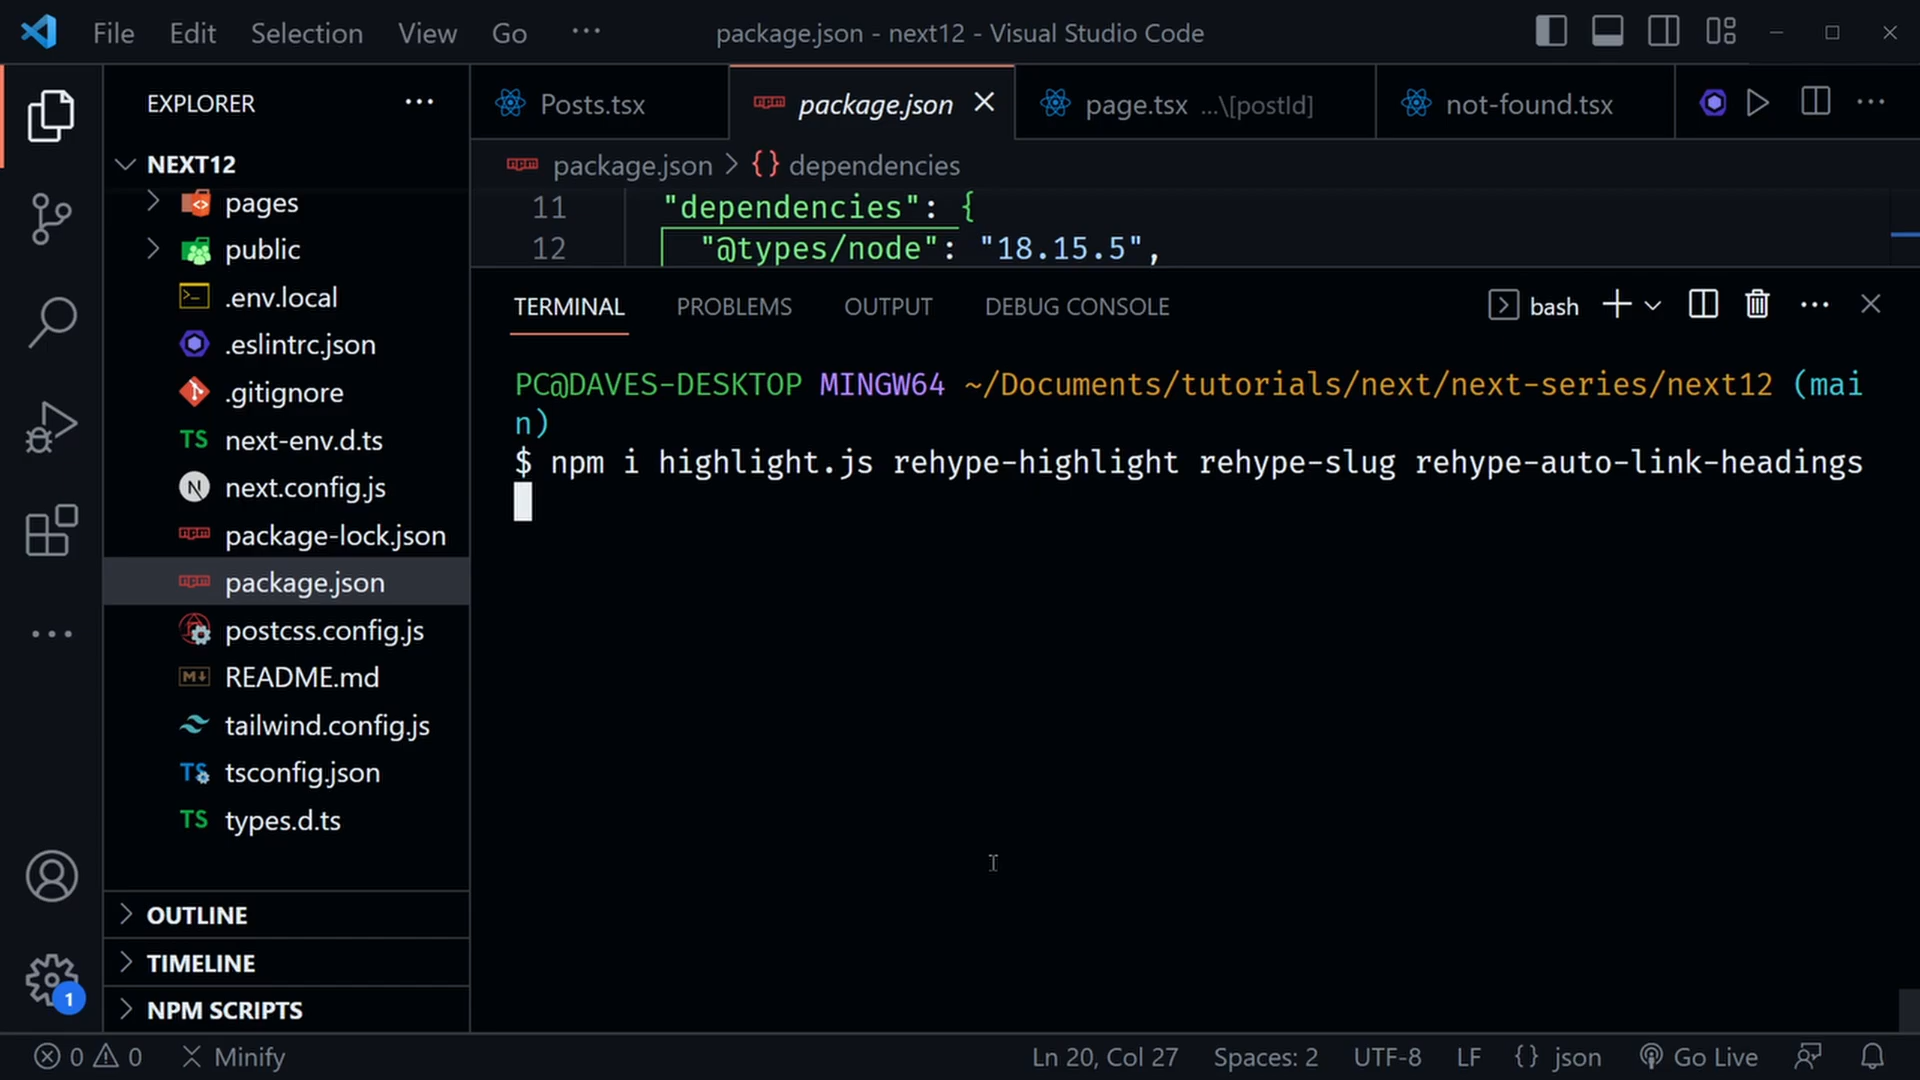 File Edit Selection View Go ··· package.json - next12 - Visual Studio Code
EXPLORER ···
Posts.tsx package.json page.tsx ...\[postId] not-found.tsx ···
NEXT12
package.json > {} dependencies
pages
public
.env.local
.eslintrc.json
.gitignore
next-env.d.ts
next.config.js
package-lock.json
package.json
postcss.config.js
README.md
tailwind.config.js
tsconfig.json
types.d.ts
OUTLINE
TIMELINE
NPM SCRIPTS
1
11 "dependencies": {
12 "@types/node": "18.15.5",
TERMINAL PROBLEMS OUTPUT DEBUG CONSOLE bash ···
PC@DAVES-DESKTOP MINGW64 ~/Documents/tutorials/next/next-series/next12 (mai
n)
$ npm i highlight.js rehype-highlight rehype-slug rehype-auto-link-headings
0 0 Minify Ln 20, Col 27 Spaces: 2 UTF-8 LF {} json Go Live